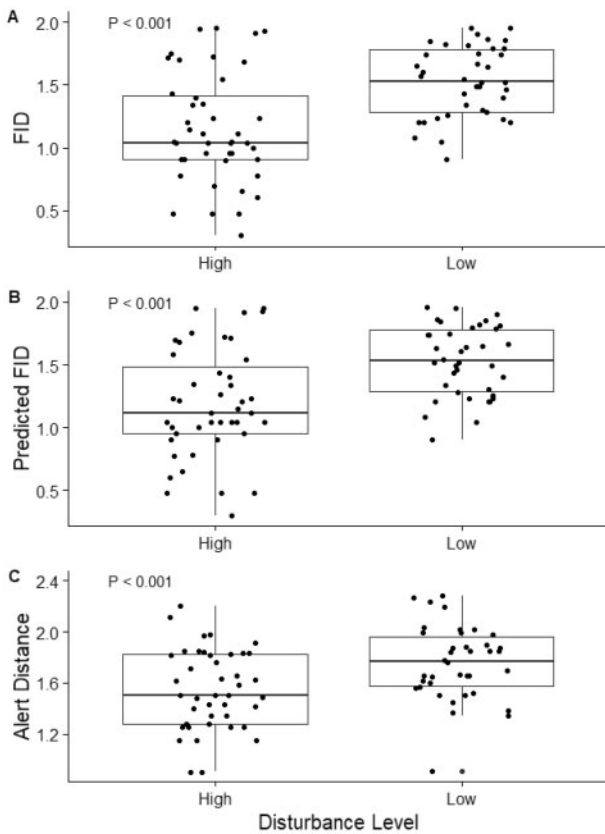 A
P < 0.001
2.0
1.5
1.0
0.5
FID
High
Low
B
P < 0.001
2.0
1.5
1.0
0.5
Predicted FID
High
Low
C
P < 0.001
2.4
2.0
1.6
1.2
Alert Distance
High
Low
Disturbance Level